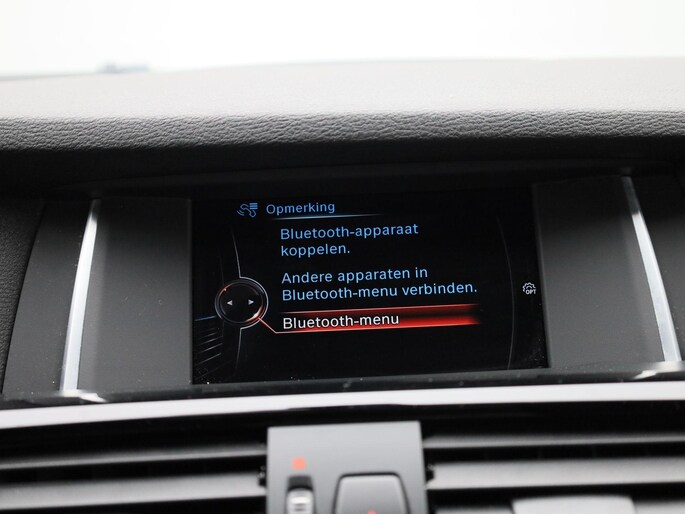 Opmerking
Bluetooth-apparaat
koppelen.
Andere apparaten in
Bluetooth-menu verbinden.
OPT
Bluetooth-menu